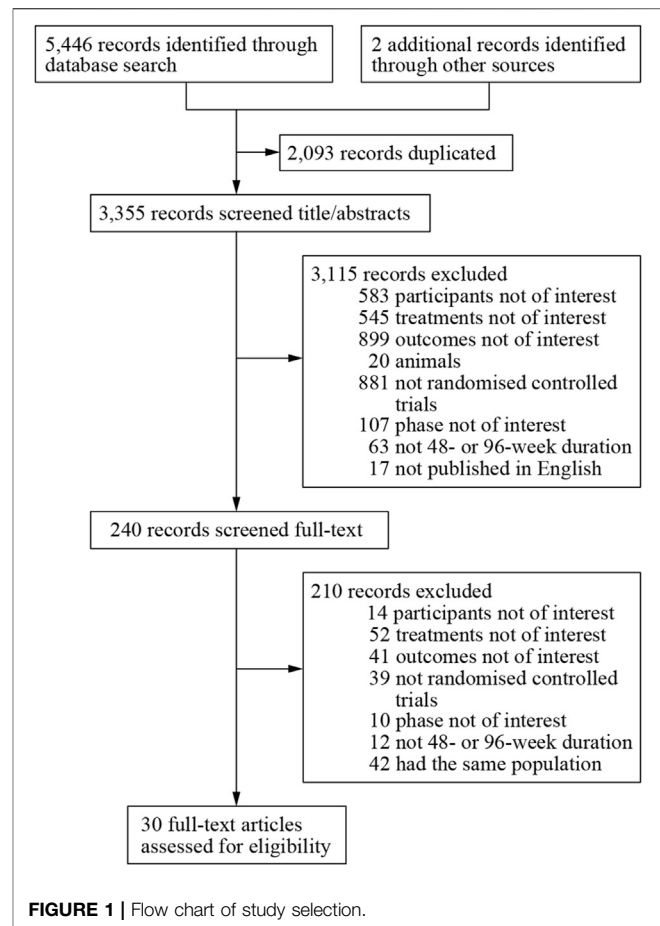 5,446 records identified through
database search
2 additional records identified
through other sources
2,093 records duplicated
3,355 records screened title/abstracts
3,115 records excluded
583 participants not of interest
545 treatments not of interest
899 outcomes not of interest
20 animals
881 not randomised controlled
trials
107 phase not of interest
63 not 48- or 96-week duration
17 not published in English
240 records screened full-text
210 records excluded
14 participants not of interest
52 treatments not of interest
41 outcomes not of interest
39 not randomised controlled
trials
10 phase not of interest
12 not 48- or 96-week duration
42 had the same population
30 full-text articles
assessed for eligibility
FIGURE 1 | Flow chart of study selection.